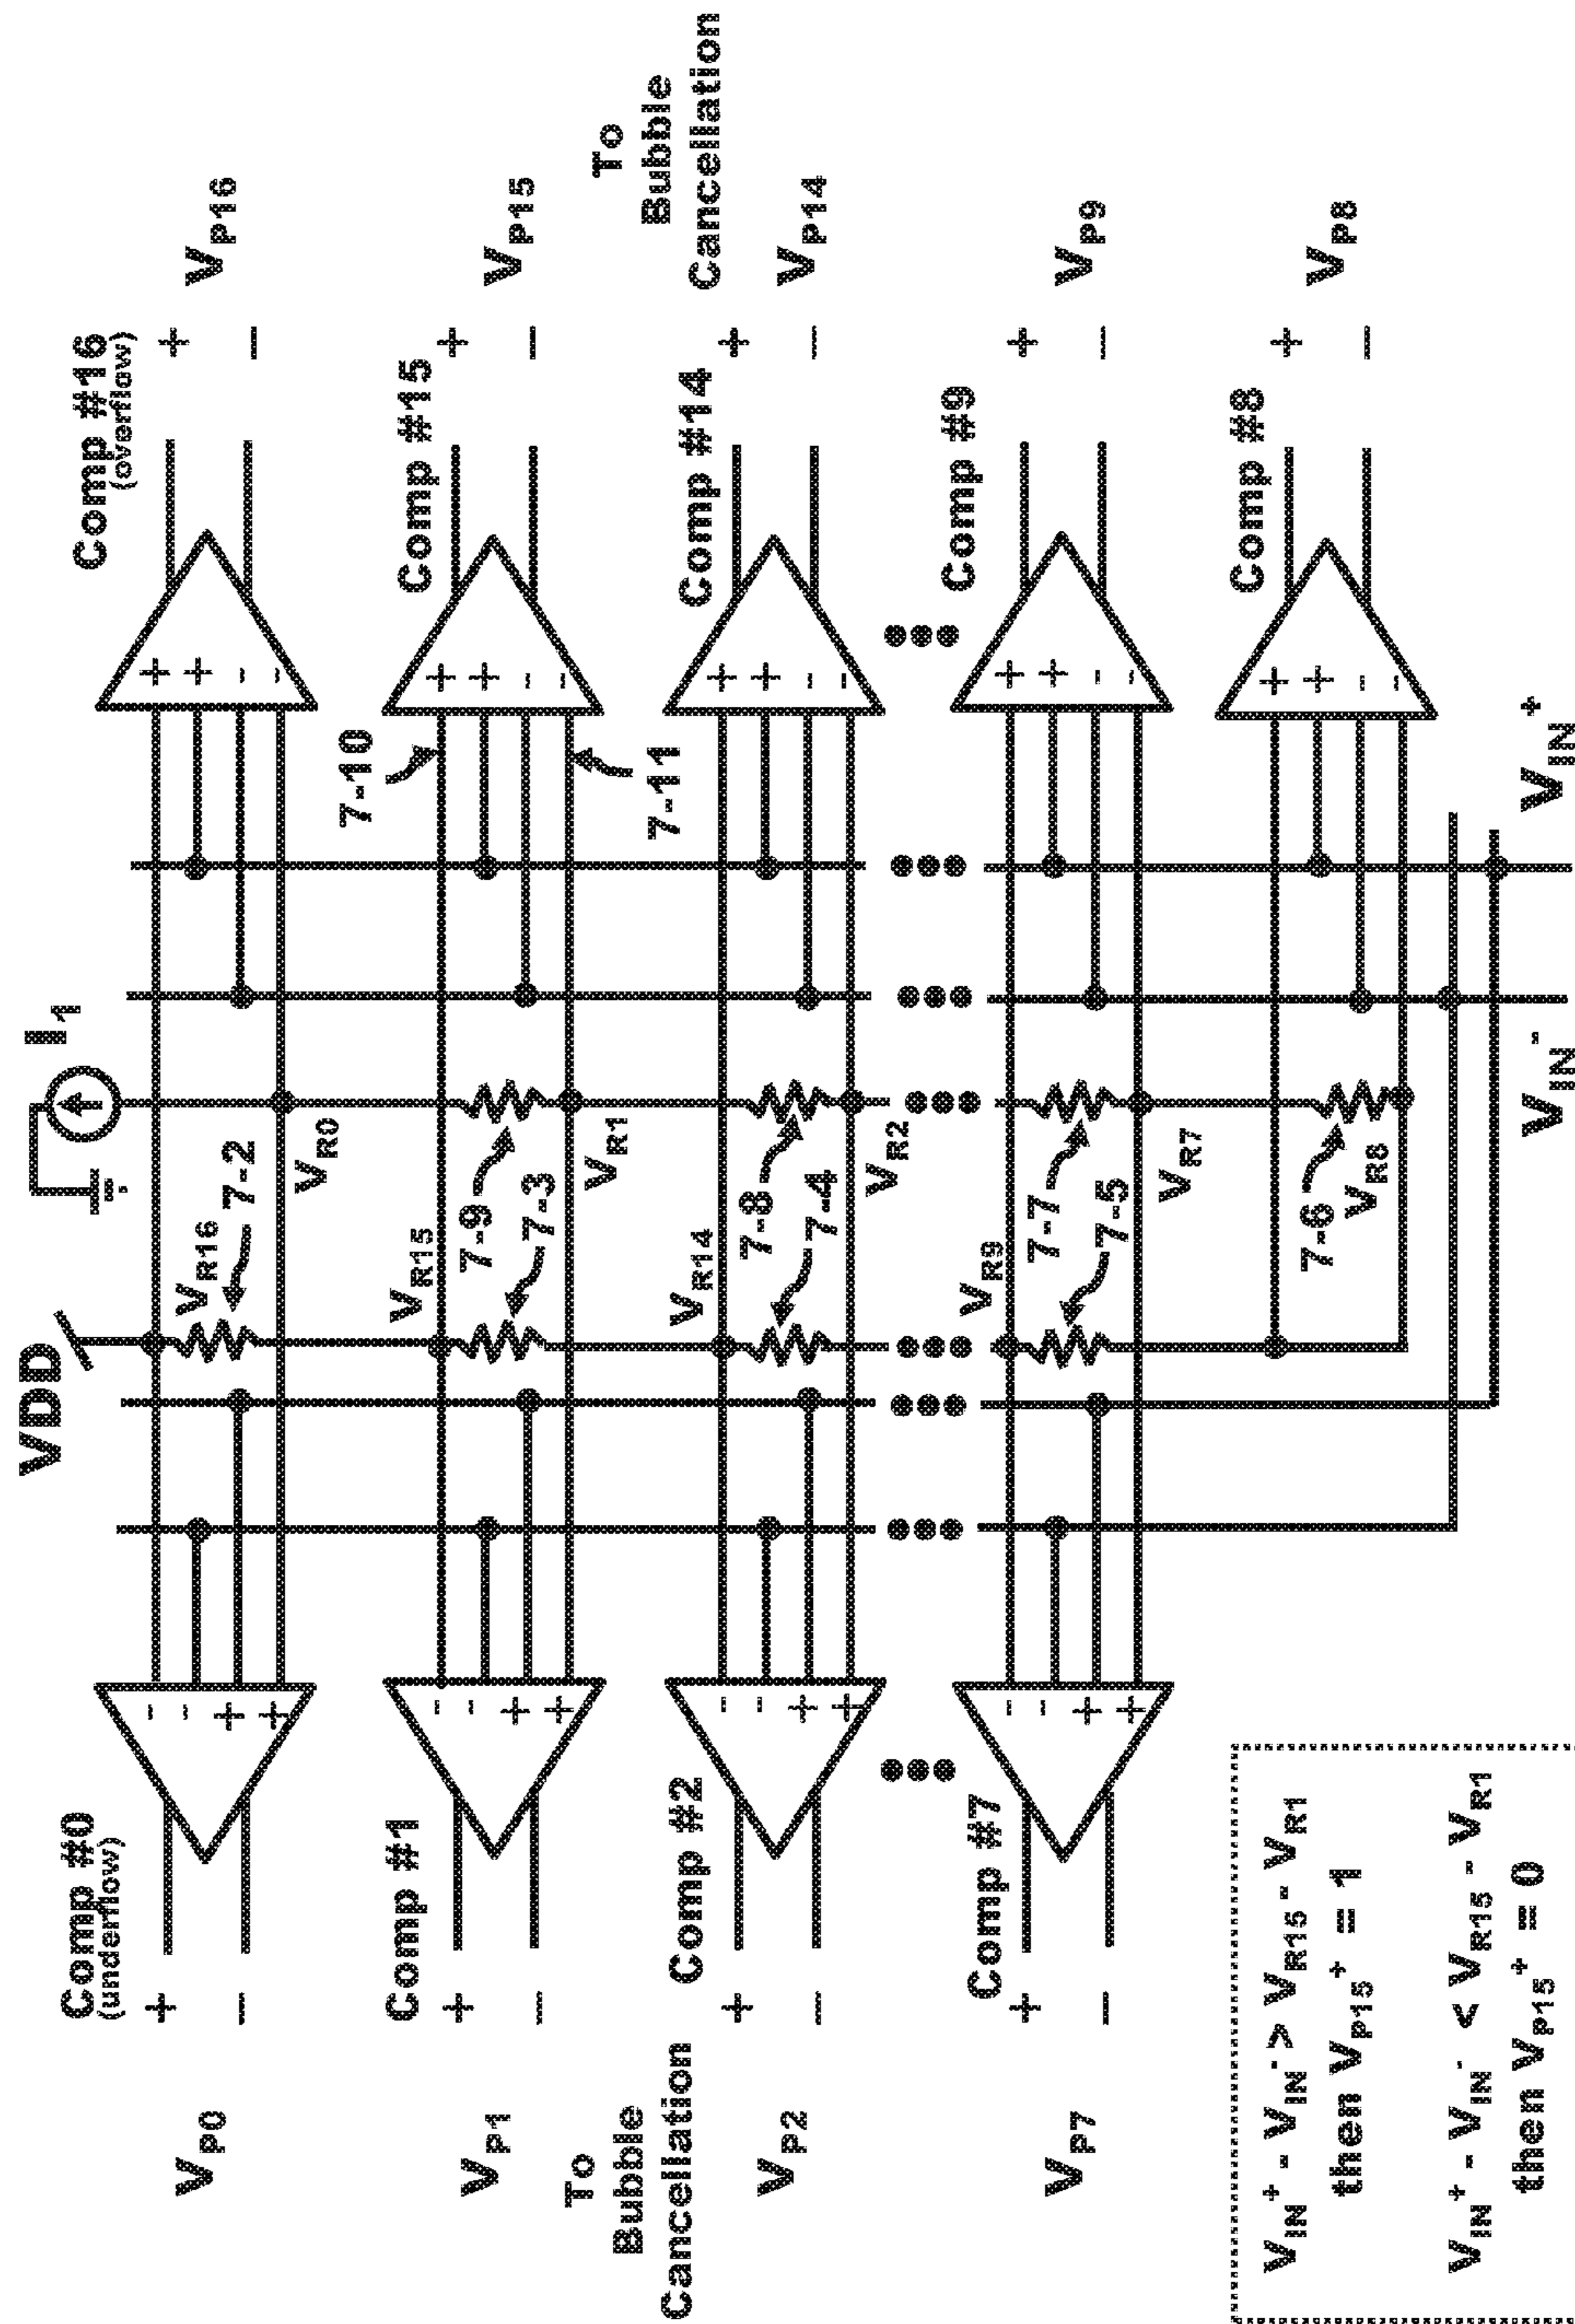 VDD
I1
Comp #0
(underflow)
Comp #16
(overflow)
- - + +
+ + - -
VR16
7-2
VR0
+
−
VP0
+
−
VP16
Comp #1
Comp #15
- - + +
+ + - -
7-10
VR15
7-9
7-3
VR1
7-11
+
−
VP1
+
−
VP15
To
Bubble
Cancellation
To
Bubble
Cancellation
Comp #2
Comp #14
- - + +
+ + - -
VR14
7-8
7-4
VR2
+
−
VP2
+
−
VP14
Comp #7
Comp #9
- - + +
+ + - -
VR9
7-7
7-5
VR7
+
−
VP7
+
−
VP9
Comp #8
+ + - -
7-6
VR8
+
−
VP8
VIN-
VIN+
VIN+ - VIN- > VR15 - VR1
then VP15+ = 1
VIN+ - VIN- < VR15 - VR1
then VP15+ = 0